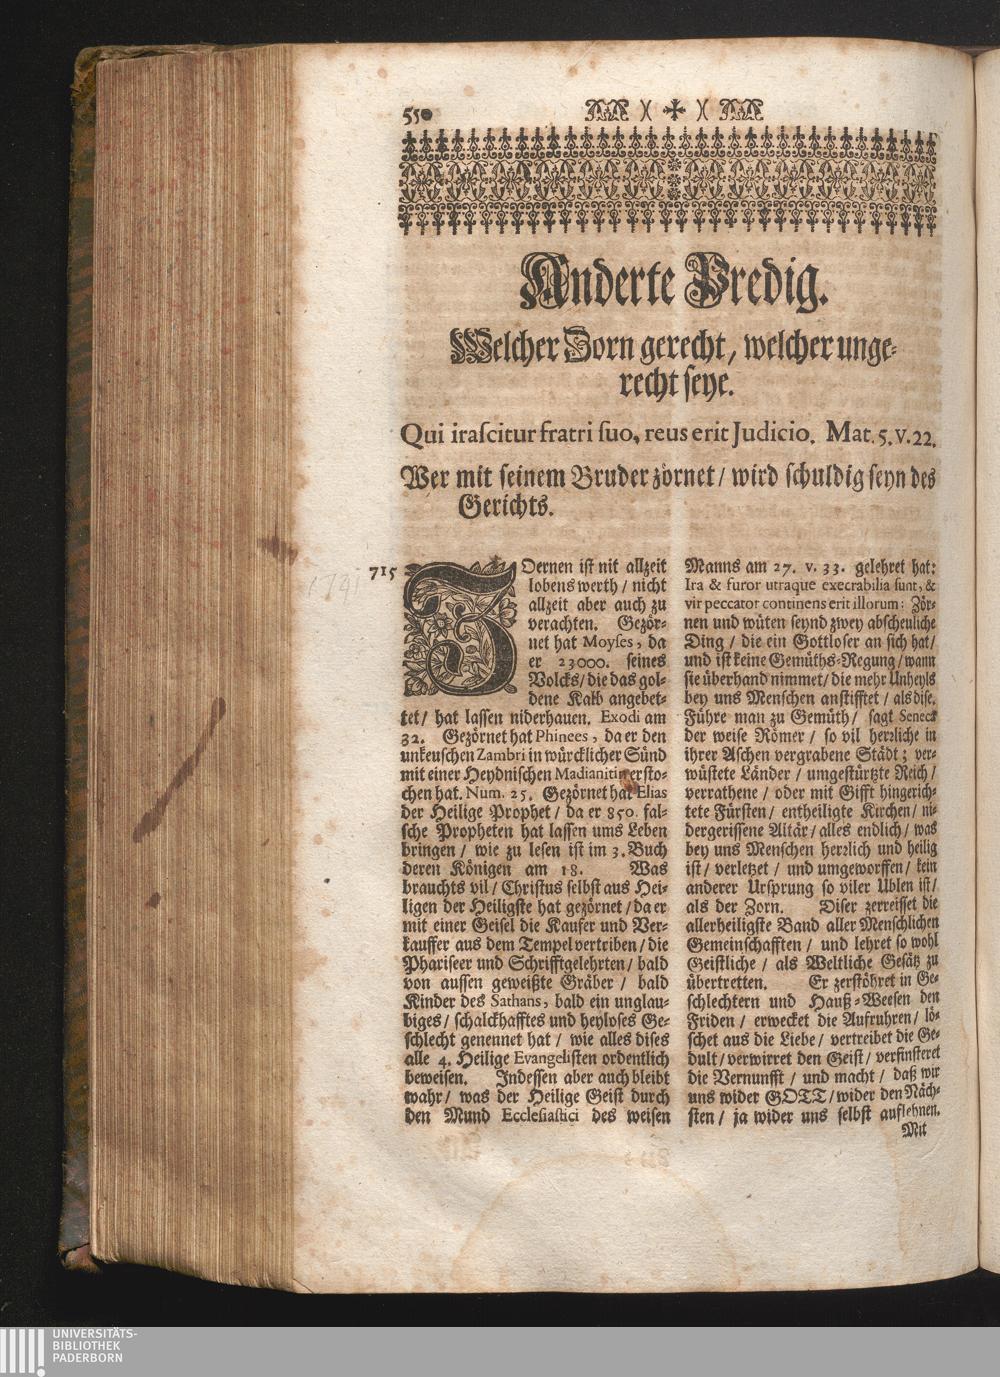 550
Anderte Predig.
Welcher Zorn gerecht, welcher unge-
recht seye.
Qui irascitur fratri suo, reus erit Judicio. Mat. 5. v. 22.
Wer mit seinem Bruder zörnet / wird schuldig seyn des
Gerichts.
715
ZOernen ist nit allzeit
lobenswerth / nicht
allzeit aber auch zu
verachten. Gezör-
net hat Moyses, da
er 23000. seines
Volcks / die das gol-
dene Kalb angebet-
tet / hat lassen niderhauen. Exodi am
32. Gezörnet hat Phinees, da er den
unkeuschen Zambri in würcklicher Sünd
mit einer Heydnischen Madianitin ersto-
chen hat. Num. 25. Gezörnet hat Elias
der Heilige Prophet / da er 850. fal-
sche Propheten hat lassen ums Leben
bringen / wie zu lesen ist im 3. Buch
deren Königen am 18. Was
brauchts vil / Christus selbst aus Hei-
ligen der Heiligste hat gezörnet / da er
mit einer Geisel die Kaufer und Ver-
kauffer aus dem Tempel vertriben / die
Phariseer und Schrifftgelehrten / bald
von aussen geweißte Gräber / bald
Kinder des Sathans, bald ein unglau-
biges / schalckhafftes und heyloses Ge-
schlecht genennet hat / wie alles dises
alle 4. Heilige Evangelisten ordentlich
beweisen. Indessen aber auch bleibt
wahr / was der Heilige Geist durch
den Mund Ecclesiastici des weisen
Manns am 27. v. 33. gelehret hat:
Ira & furor utraque execrabilia sunt, &
vir peccator continens erit illorum: Zör-
nen und wüten seynd zwey abscheuliche
Ding / die ein Gottloser an sich hat /
und ist keine Gemüths-Regung / wann
sie überhand nimmet / die mehr Unheyls
bey uns Menschen anstifftet / als dise.
Führe man zu Gemüth / sagt Seneca
der weise Römer / so vil herrliche in
ihrer Aschen vergrabene Städt; ver-
wüstete Länder / umgestürtzte Reich /
verrathene / oder mit Gifft hingerich-
tete Fürsten / entheiligte Kirchen / ni-
dergerissene Altär / alles endlich / was
bey uns Menschen herrlich und heilig
ist / verletzet / und umgeworffen / kein
anderer Ursprung so viler Ublen ist /
als der Zorn. Diser zerreisset die
allerheiligste Band aller Menschlichen
Gemeinschafften / und lehret so wohl
Geistliche / als Weltliche Gesätz zu
übertretten. Er zerstöhret in Ge-
schlechtern und Hauß-Weesen den
Friden / erwecket die Aufruhren / lö-
schet aus die Liebe / vertreibet die Ge-
dult / verwirret den Geist / verfinsteret
die Vernunfft / und macht / daß wir
uns wider GOTT / wider den Näch-
sten / ja wider uns selbst auflehnen.
Mit
UNIVERSITÄTS-
BIBLIOTHEK
PADERBORN